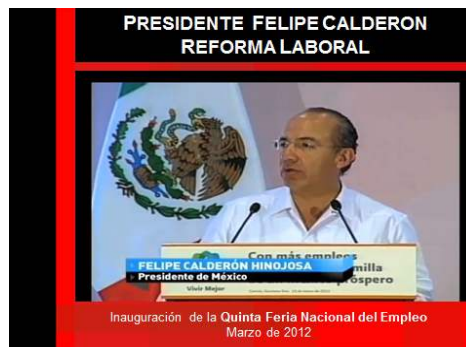 PRESIDENTE FELIPE CALDERON
REFORMA LABORAL
Con más empleos
FELIPE CALDERÓN HINOJOSA
milla
Presidente de México
próspero
Vivir Mejor
Inauguración de la Quinta Feria Nacional del Empleo
Marzo de 2012